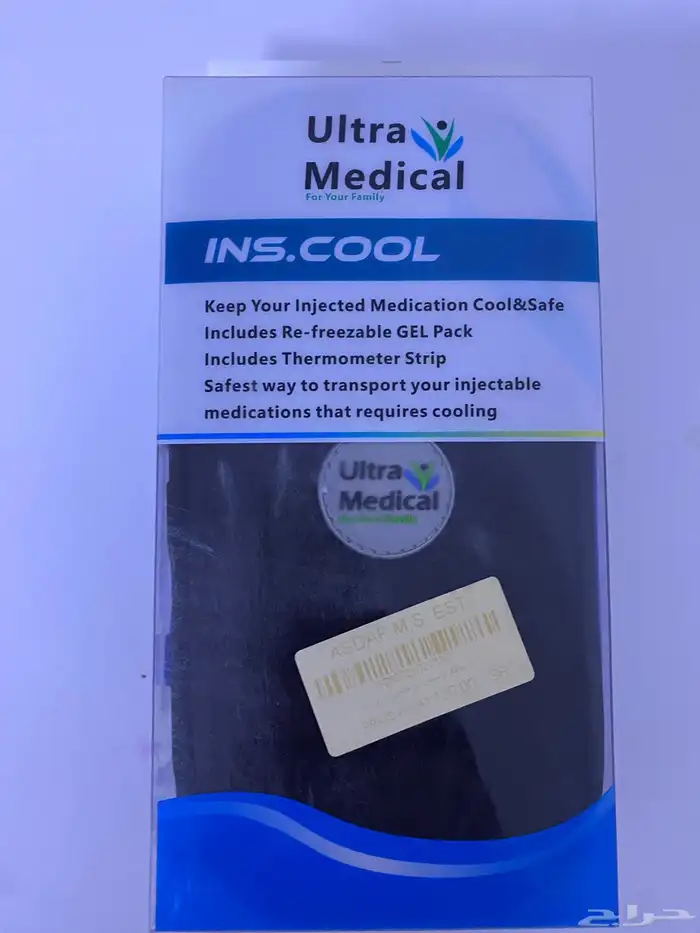 Ultra
Medical
For Your Family
INS.COOL
Keep Your Injected Medication Cool&Safe
Includes Re-freezable GEL Pack
Includes Thermometer Strip
Safest way to transport your injectable
medications that requires cooling
Ultra
Medical
ASDAF M.S. EST
حراج